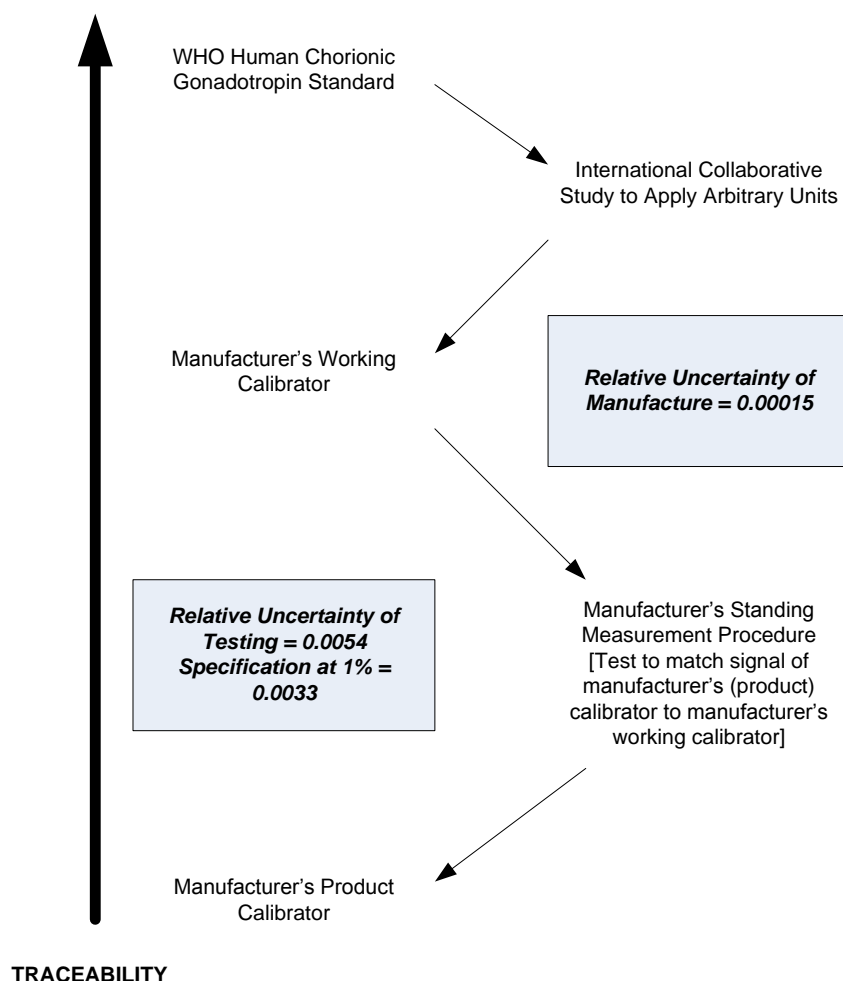 WHO Human Chorionic
Gonadotropin Standard
International Collaborative
Study to Apply Arbitrary Units
Manufacturer's Working
Calibrator
Relative Uncertainty of
Manufacture = 0.00015
Relative Uncertainty of
Testing = 0.0054
Specification at 1% =
0.0033
Manufacturer's Standing
Measurement Procedure
[Test to match signal of
manufacturer's (product)
calibrator to manufacturer's
working calibrator]
Manufacturer's Product
Calibrator
TRACEABILITY